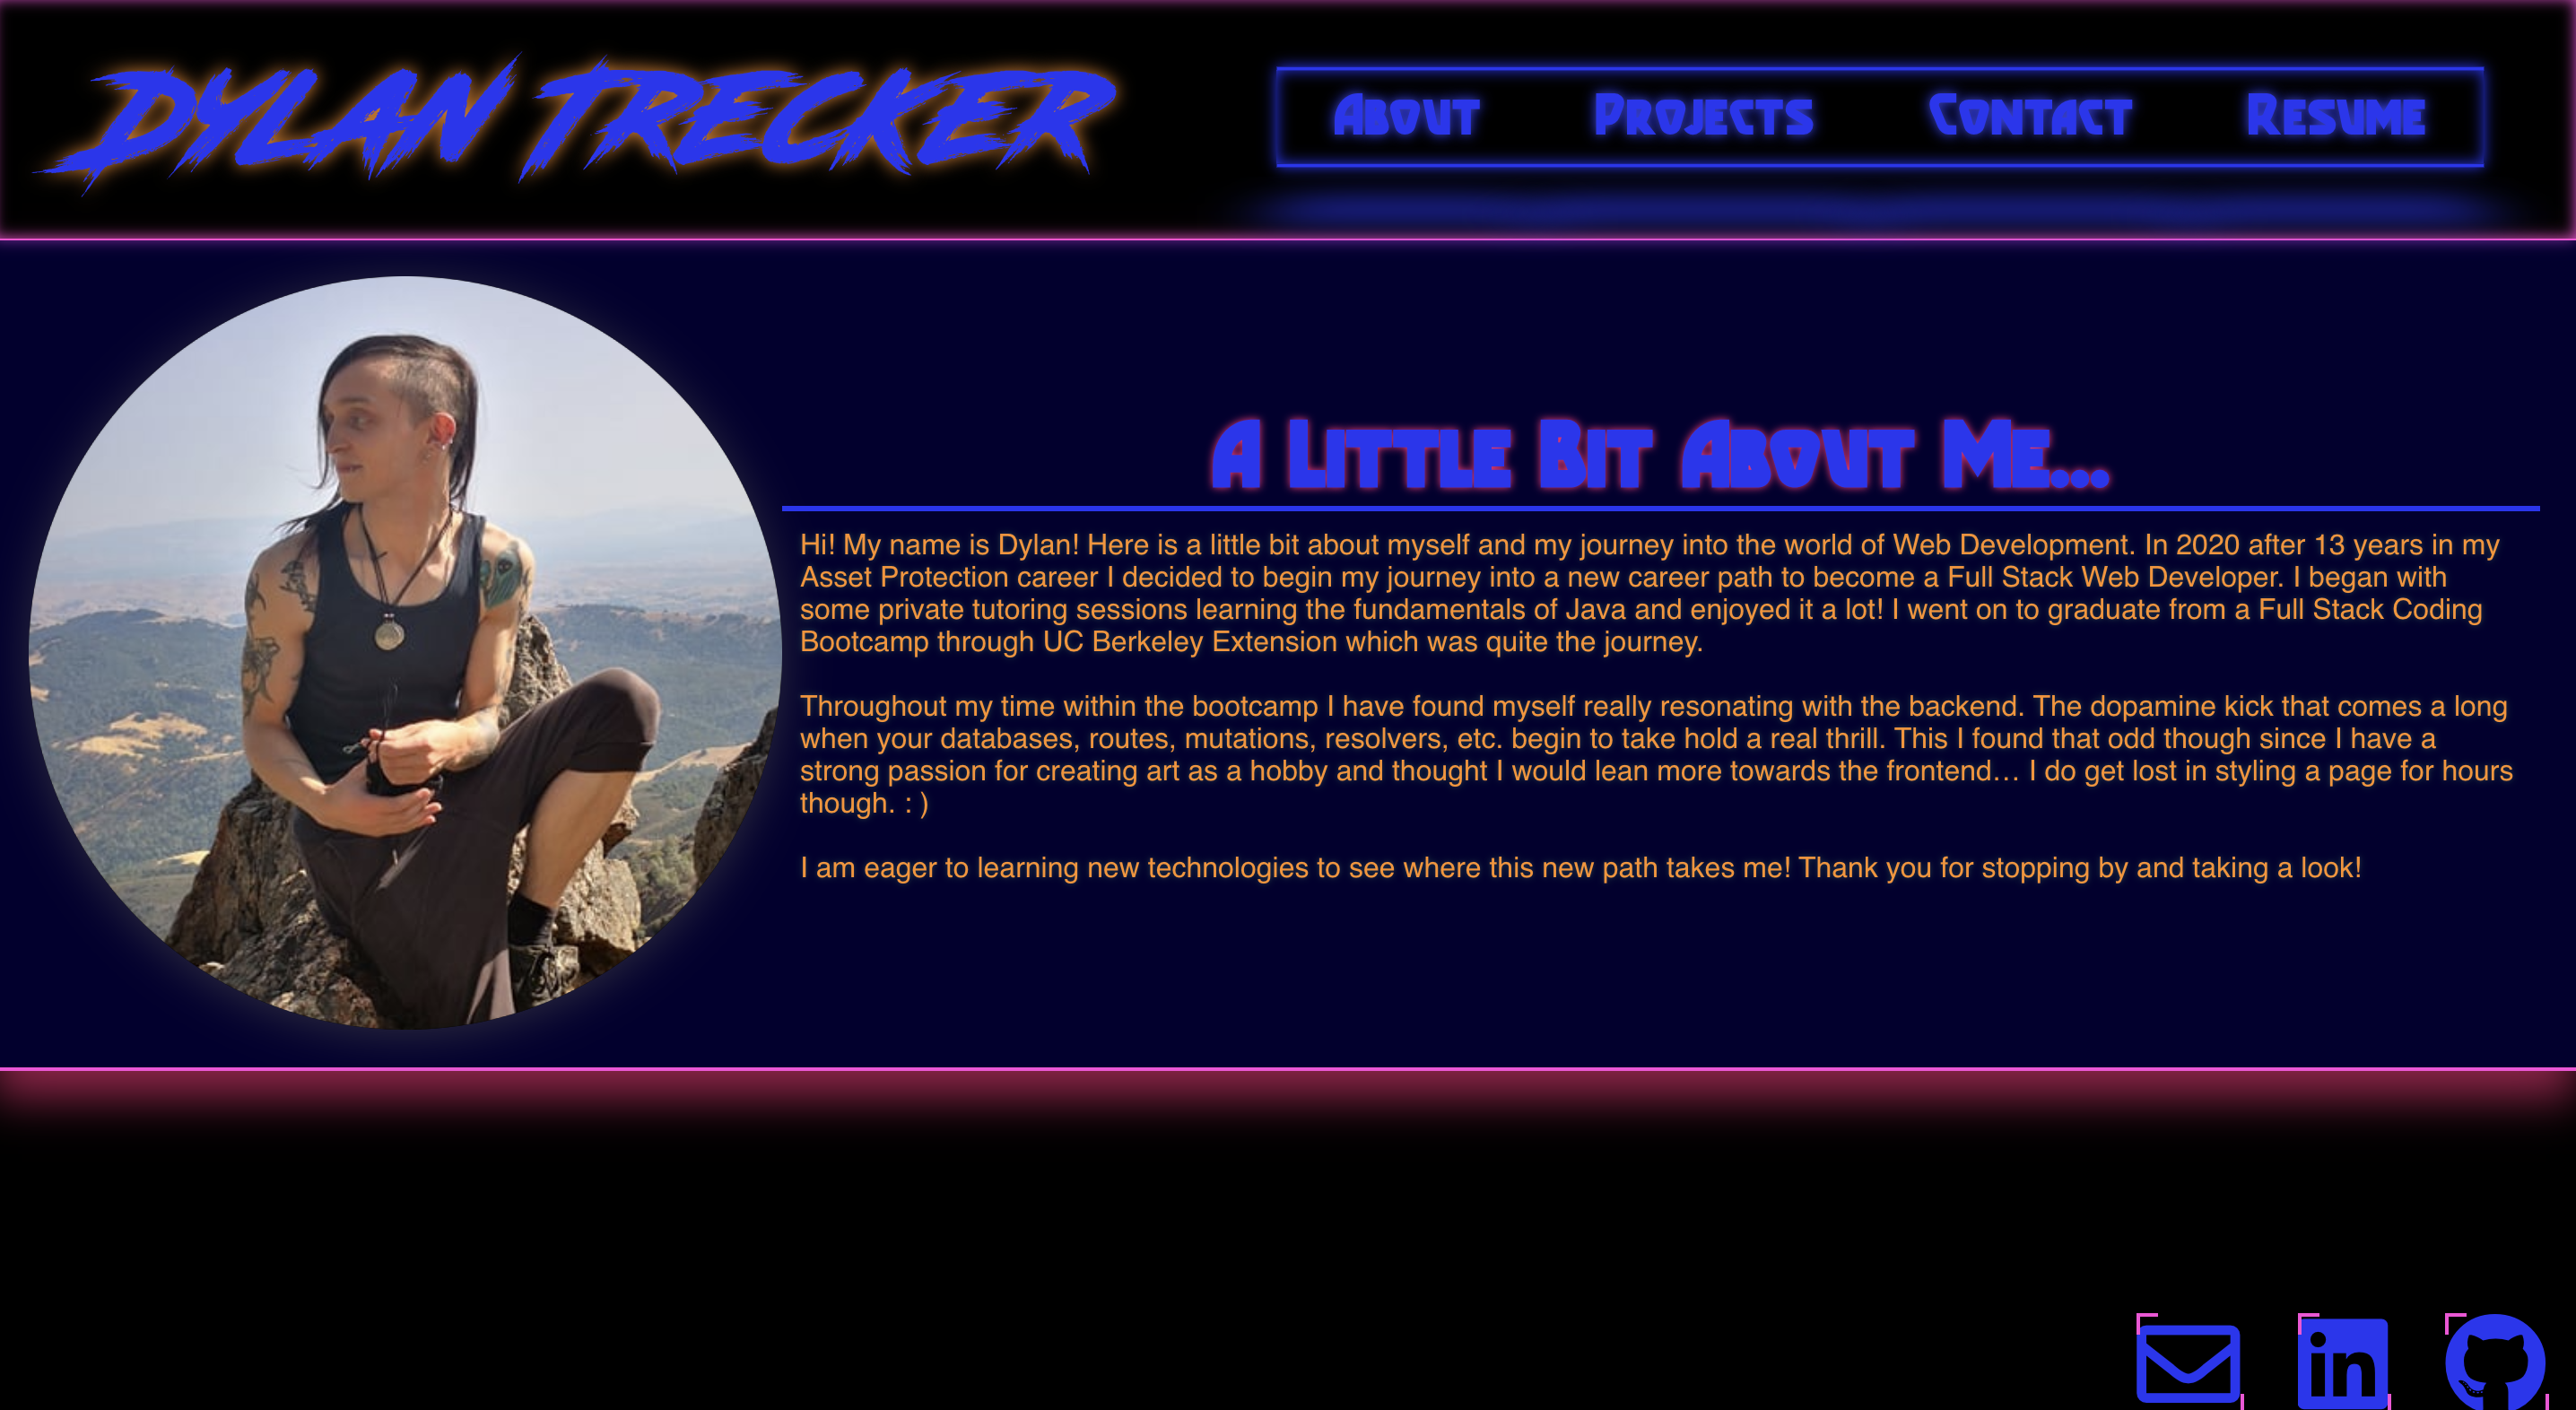 Dylan Trecker
About Projects Contact Resume
A Little Bit About Me...
Hi! My name is Dylan! Here is a little bit about myself and my journey into the world of Web Development. In 2020 after 13 years in my
Asset Protection career I decided to begin my journey into a new career path to become a Full Stack Web Developer. I began with
some private tutoring sessions learning the fundamentals of Java and enjoyed it a lot! I went on to graduate from a Full Stack Coding
Bootcamp through UC Berkeley Extension which was quite the journey.
Throughout my time within the bootcamp I have found myself really resonating with the backend. The dopamine kick that comes a long
when your databases, routes, mutations, resolvers, etc. begin to take hold a real thrill. This I found that odd though since I have a
strong passion for creating art as a hobby and thought I would lean more towards the frontend… I do get lost in styling a page for hours
though. : )
I am eager to learning new technologies to see where this new path takes me! Thank you for stopping by and taking a look!
in